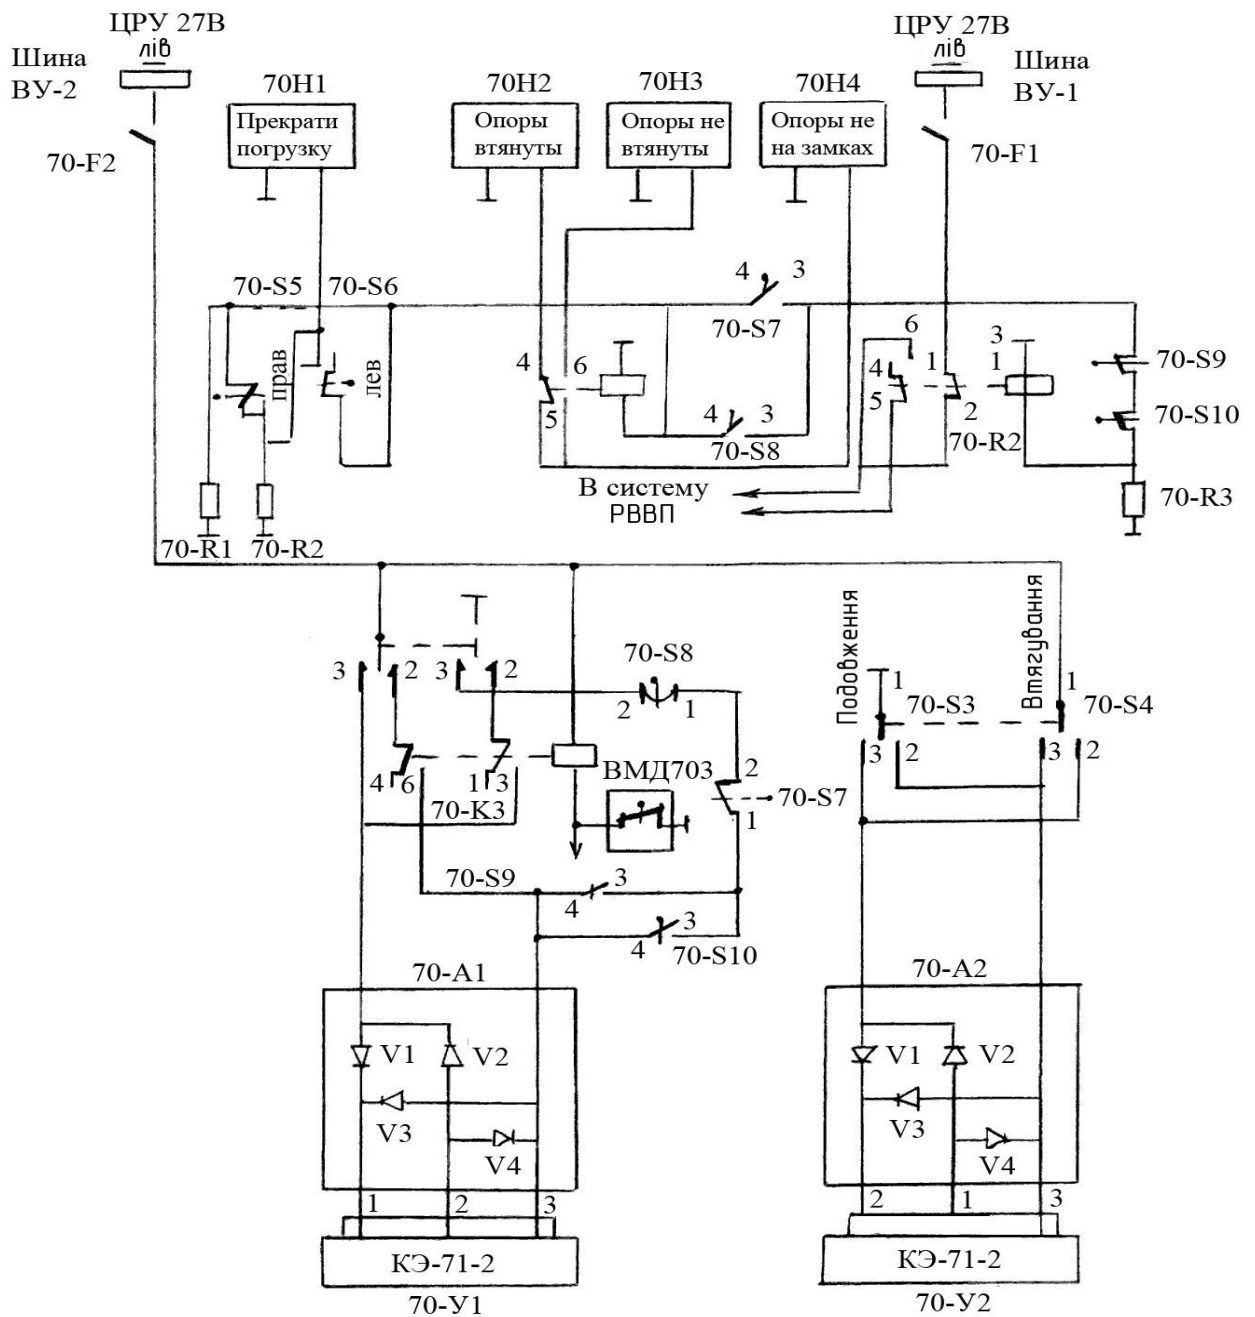 ЦРУ 27В
лів
Шина
ВУ-2
70-F2
70Н1
Прекрати
погрузку
70Н2
Опоры
втянуты
70Н3
Опоры не
втянуты
70Н4
Опоры не
на замках
ЦРУ 27В
лів
Шина
ВУ-1
70-F1
70-S5
70-S6
прав
лев
4
3
70-S7
4
6
5
4
3
70-S8
6
4
5
1
2
3
1
70-R2
70-S9
70-S10
70-R3
В систему
РВВП
70-R1
70-R2
3
2
3
2
70-S8
2
1
4
6
1
3
70-K3
ВМД703
2
70-S7
1
70-S9
3
4
3
4
70-S10
Подовження
Втягування
1
70-S3
1
70-S4
3
2
3
2
70-А1
V1
V2
V3
V4
1
2
3
КЭ-71-2
70-У1
70-А2
V1
V2
V3
V4
2
1
3
КЭ-71-2
70-У2